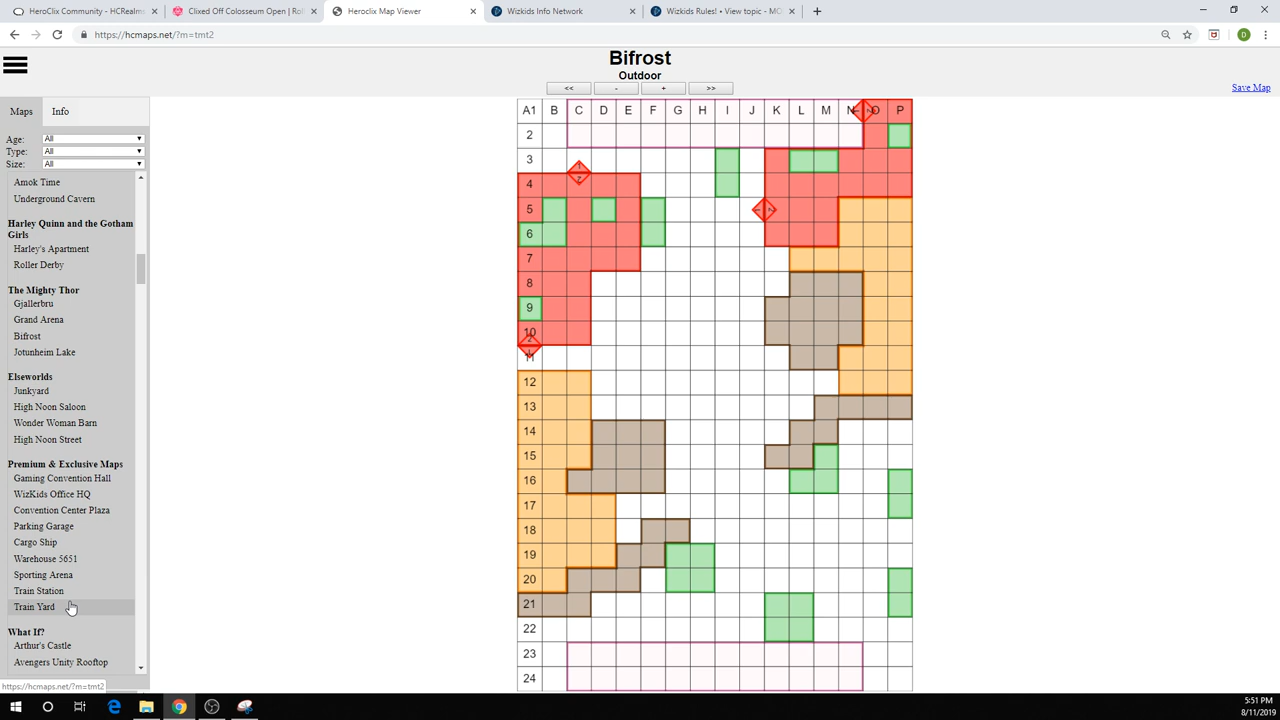 HeroClix Community - HCRealms
Clixed Off Colosseum Open | Rol
Heroclix Map Viewer
Wizkids Info Network
Wizkids Rules! • View topic - MO
https://hcmaps.net/?m=tmt2
D
Bifrost
Outdoor
<< - + >>
Save Map
Maps Info
Age: All
Type: All
Size: All
Amok Time
Underground Cavern
Harley Quinn and the Gotham
Girls
Harley's Apartment
Roller Derby
The Mighty Thor
Gjallerbru
Grand Arena
Bifrost
Jotunheim Lake
Elseworlds
Junkyard
High Noon Saloon
Wonder Woman Barn
High Noon Street
Premium & Exclusive Maps
Gaming Convention Hall
WizKids Office HQ
Convention Center Plaza
Parking Garage
Cargo Ship
Warehouse 5651
Sporting Arena
Train Station
Train Yard
What If?
Arthur's Castle
Avengers Unity Rooftop
https://hcmaps.net/?m=tmt2
A1 B C D E F G H I J K L M N O P
2
3
4
5
6
7
8
9
10
11
12
13
14
15
16
17
18
19
20
21
22
23
24
5:51 PM
8/11/2019